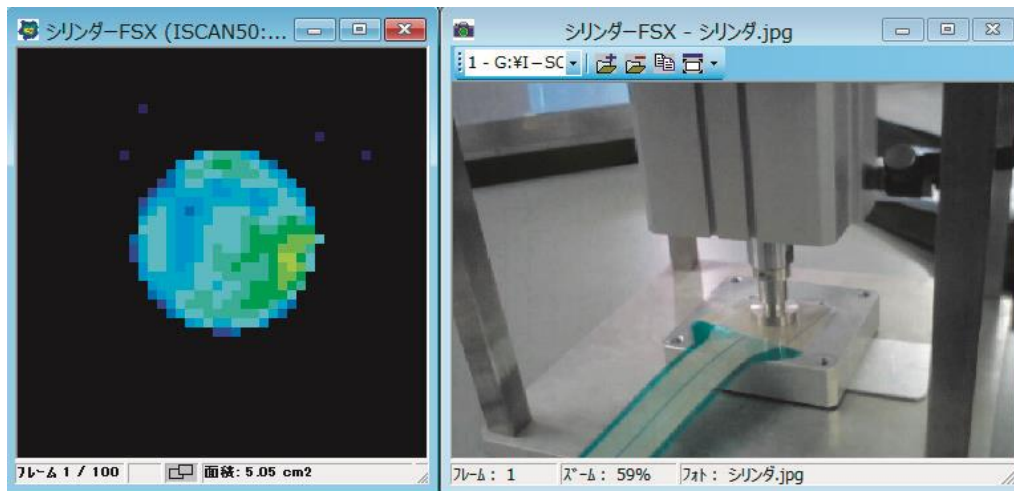 シリンダーFSX (ISCAN50:...
フレーム 1 / 100
面積: 5.05 cm2
シリンダーFSX - シリンダ.jpg
1 - G:¥I-SC
フレーム: 1
ズーム: 59%
フォト: シリンダ.jpg